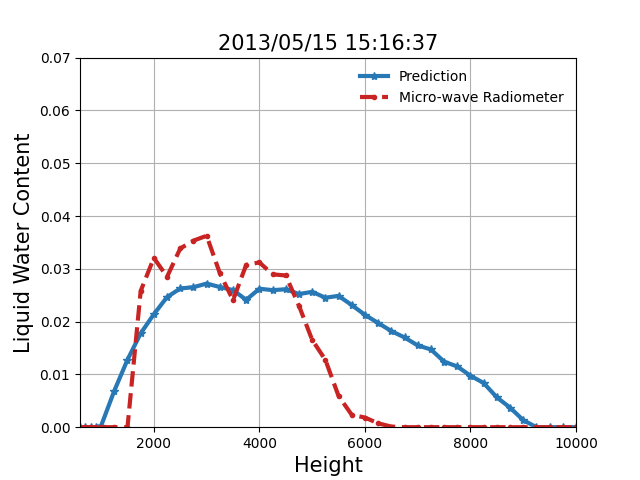 2013/05/15 15:16:37
0.07
0.06
0.05
0.04
0.03
0.02
0.01
0.00
Liquid Water Content
Prediction
Micro-wave Radiometer
2000 4000 6000 8000 10000
Height